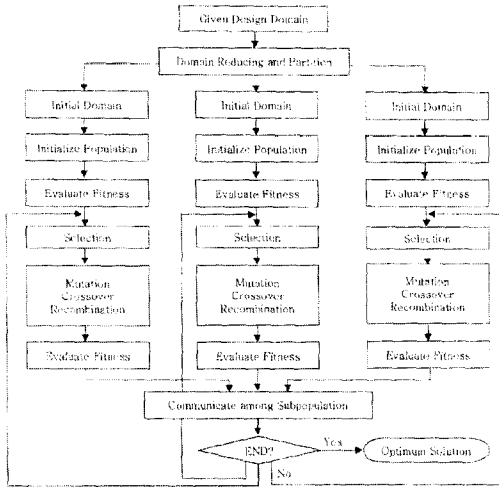 Given Design Domain
Domain Reducing and Partition
Initial Domain
Initial Domain
Initial Domain
Initialize Population
Initialize Population
Initialize Population
Evaluate Fitness
Evaluate Fitness
Evaluate Fitness
Selection
Selection
Selection
Mutation
Crossover
Recombination
Mutation
Crossover
Recombination
Mutation
Crossover
Recombination
Evaluate Fitness
Evaluate Fitness
Evaluate Fitness
Communicate among Subpopulation
END?
Yes
Optimum Solution
No